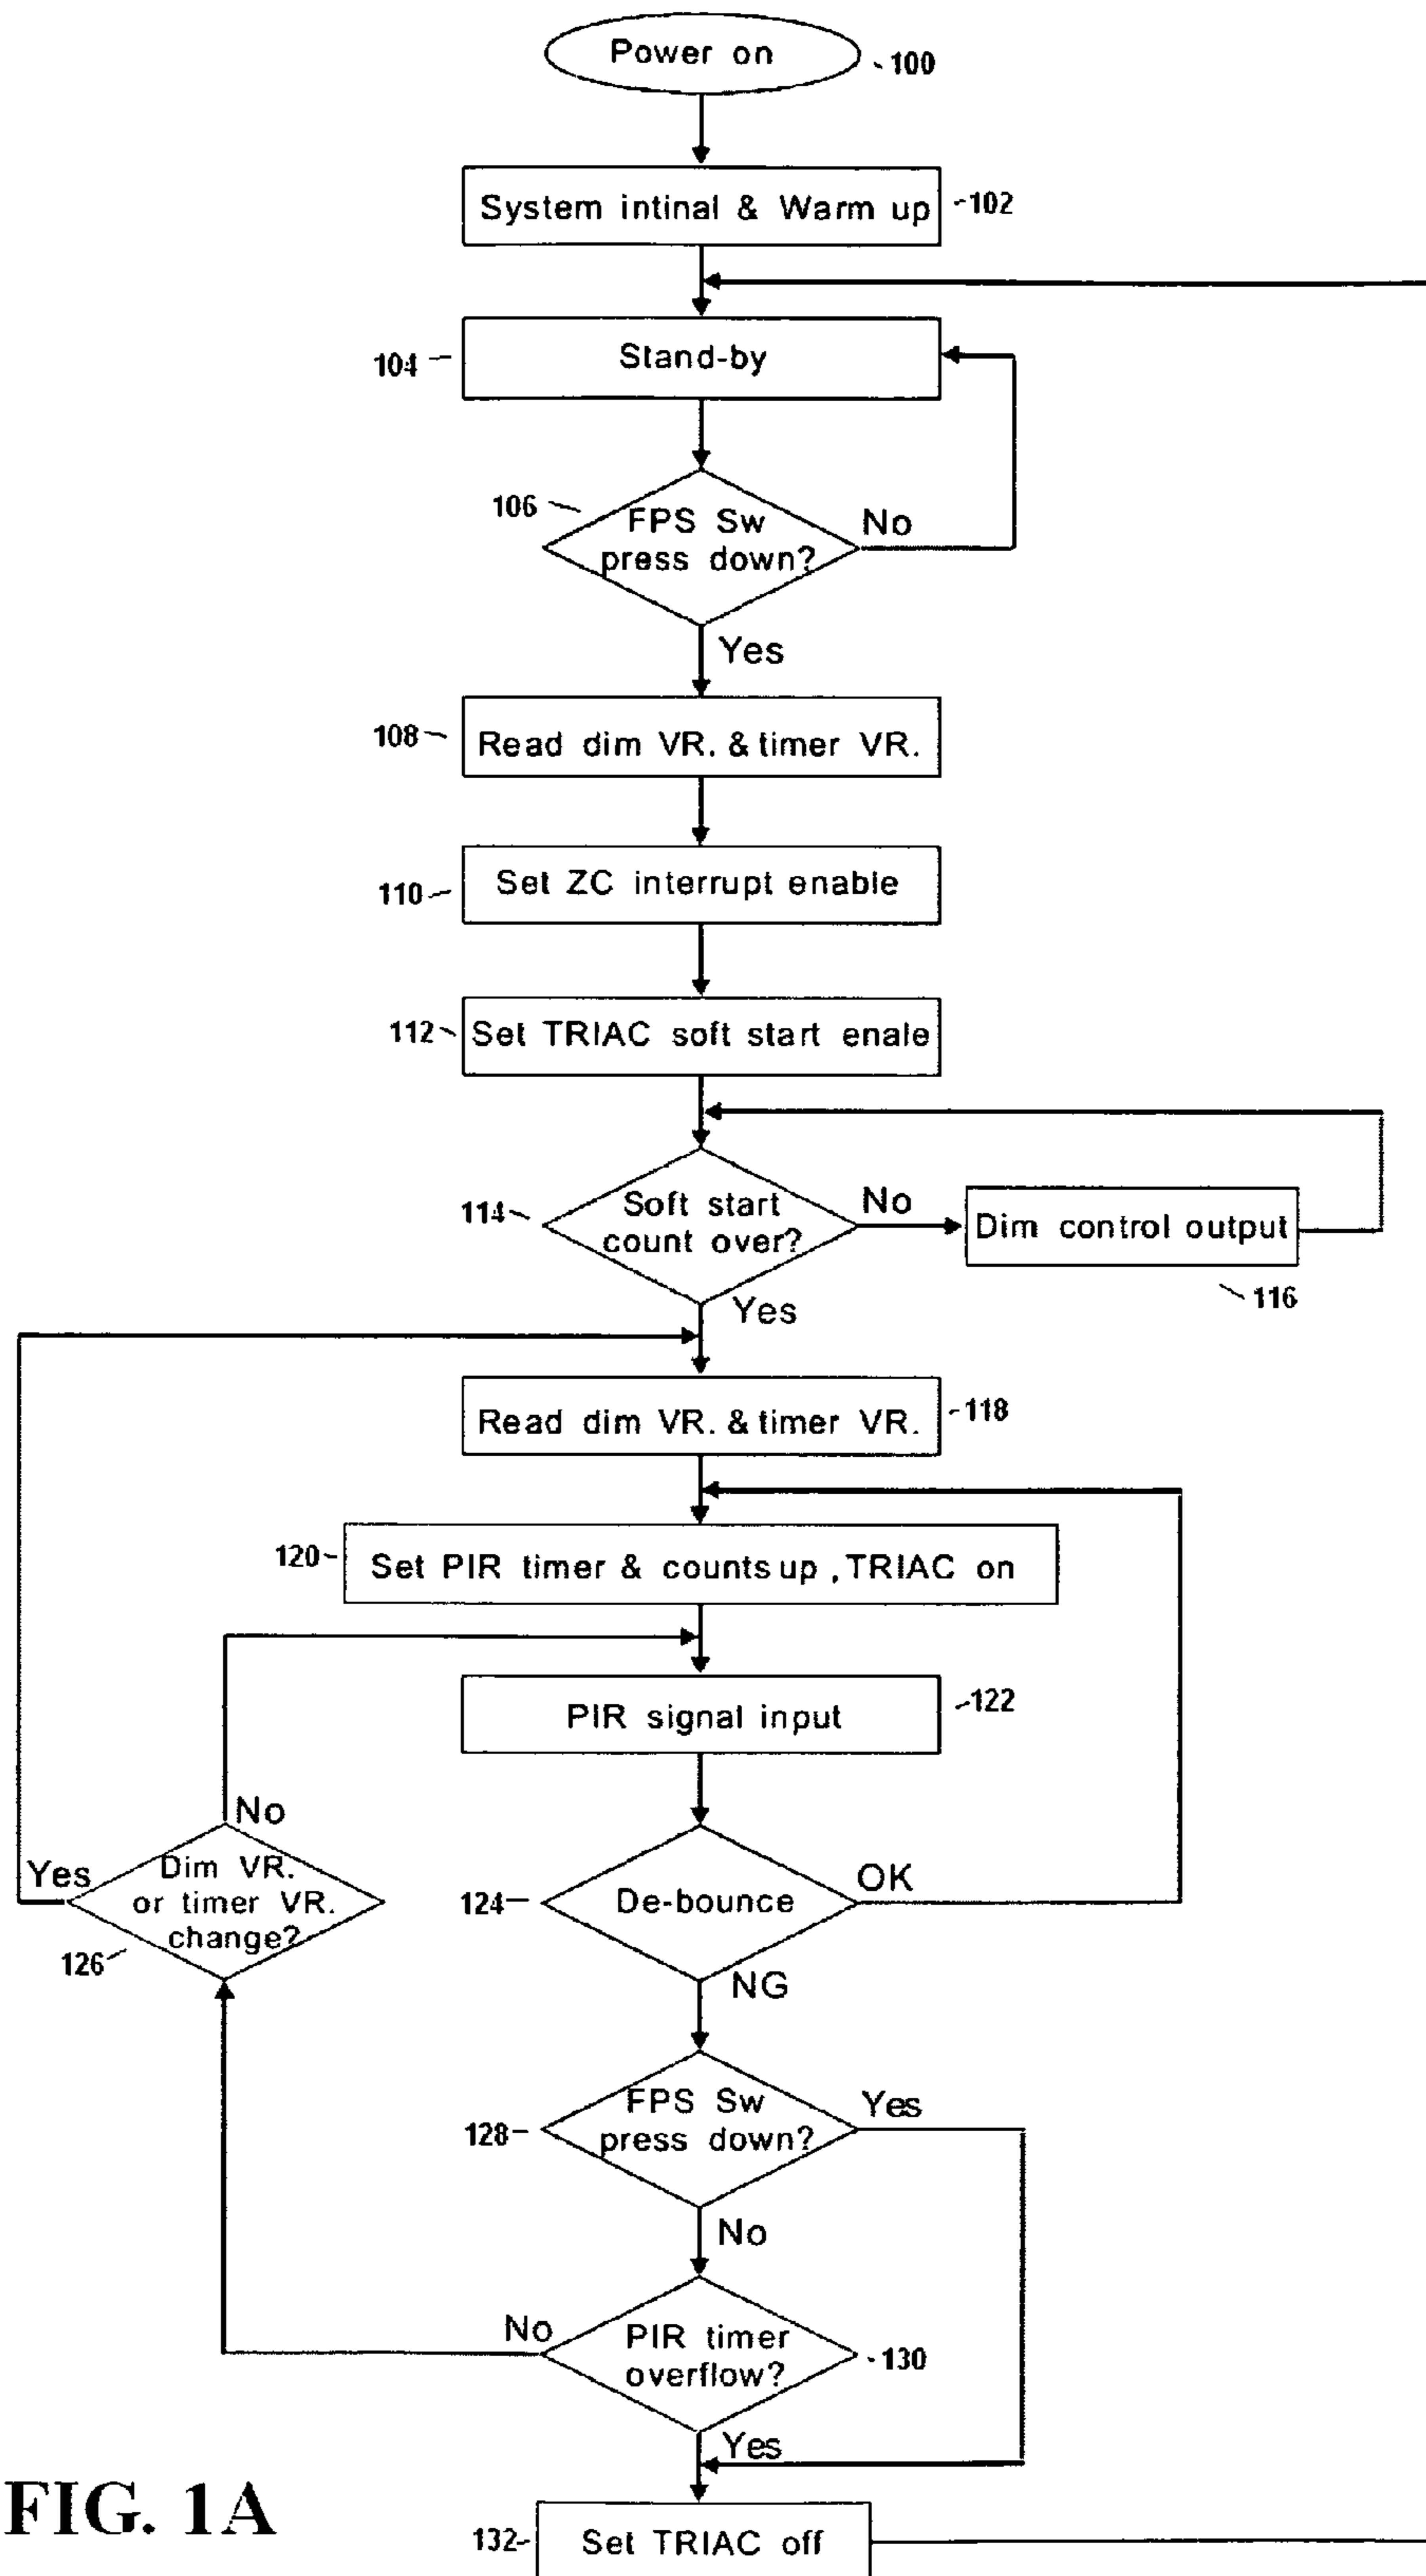 Power on
100
System intinal & Warm up
102
Stand-by
104
106
FPS Sw
press down?
No
Yes
108
Read dim VR. & timer VR.
110
Set ZC interrupt enable
112
Set TRIAC soft start enale
114
Soft start
count over?
No
Dim control output
116
Yes
Read dim VR. & timer VR.
118
120
Set PIR timer & counts up , TRIAC on
PIR signal input
122
No
Yes
Dim VR.
or timer VR.
change?
126
124
De-bounce
OK
NG
128
FPS Sw
press down?
Yes
No
No
PIR timer
overflow?
130
Yes
FIG. 1A
132
Set TRIAC off